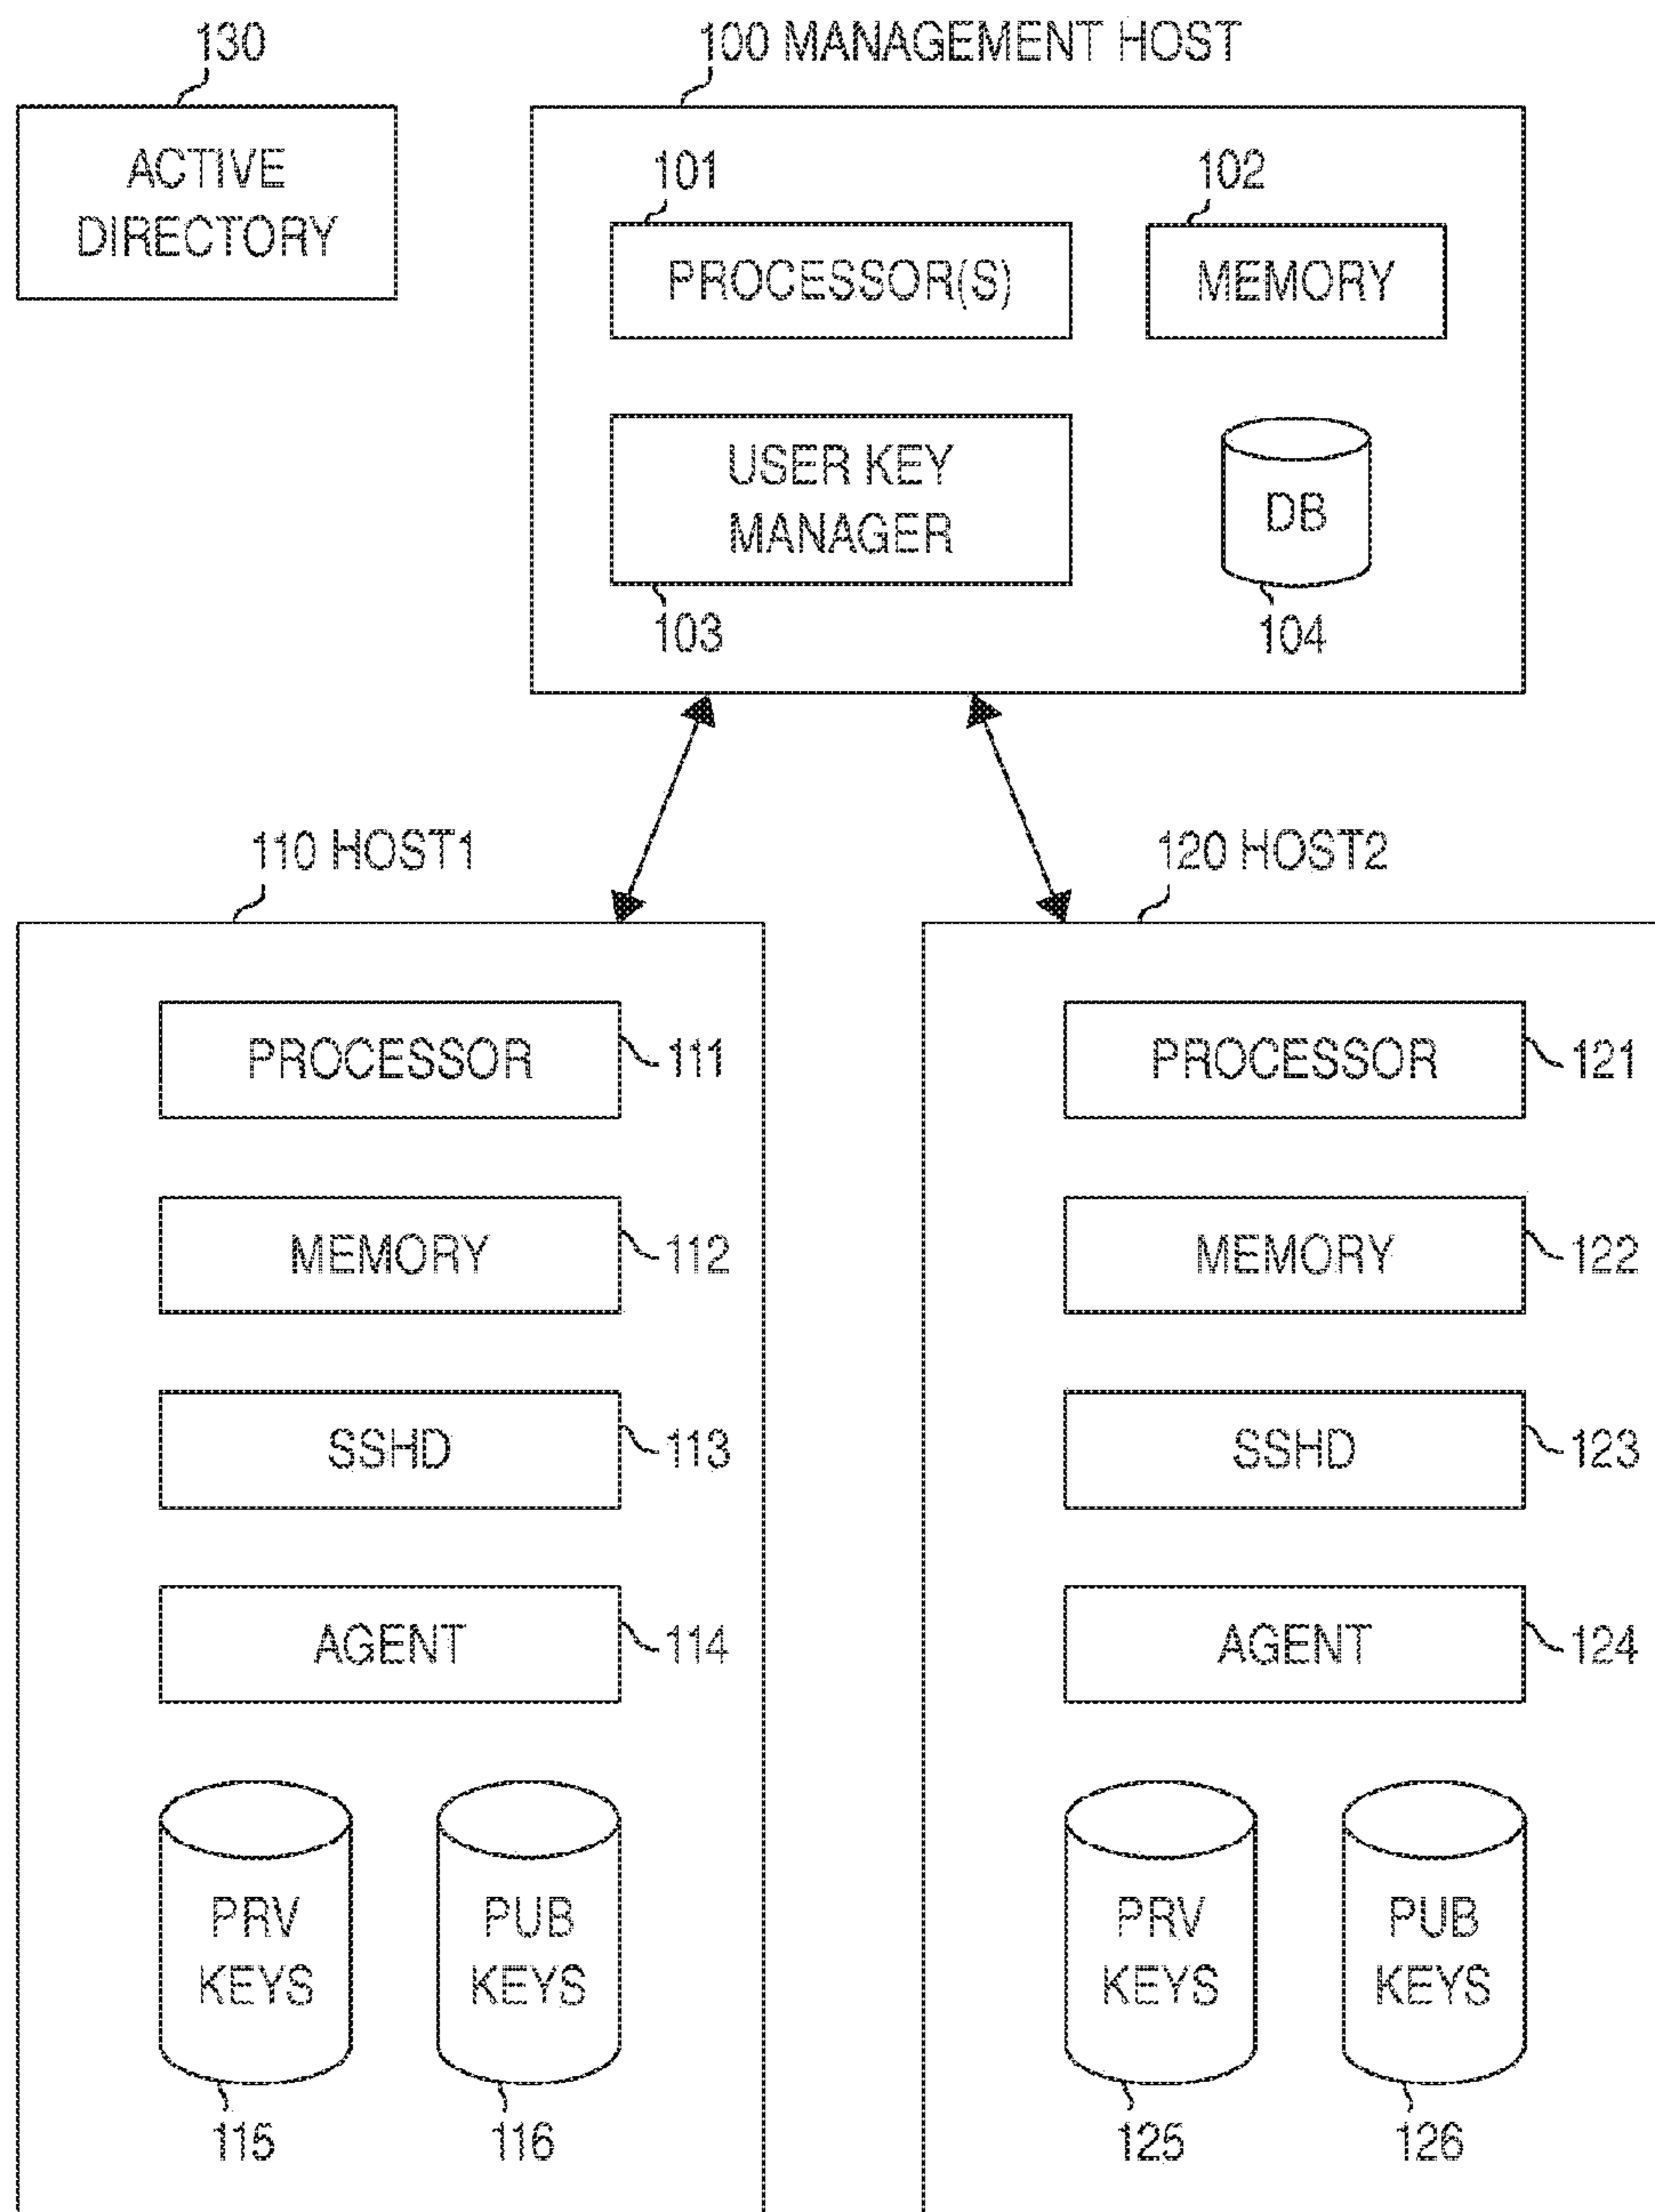 130
100 MANAGEMENT HOST
ACTIVE
DIRECTORY
101
102
PROCESSOR(S)
MEMORY
USER KEY
MANAGER
DB
103
104
110 HOST1
120 HOST2
PROCESSOR
111
MEMORY
112
SSHD
113
AGENT
114
PRV
KEYS
PUB
KEYS
115
116
PROCESSOR
121
MEMORY
122
SSHD
123
AGENT
124
PRV
KEYS
PUB
KEYS
125
126